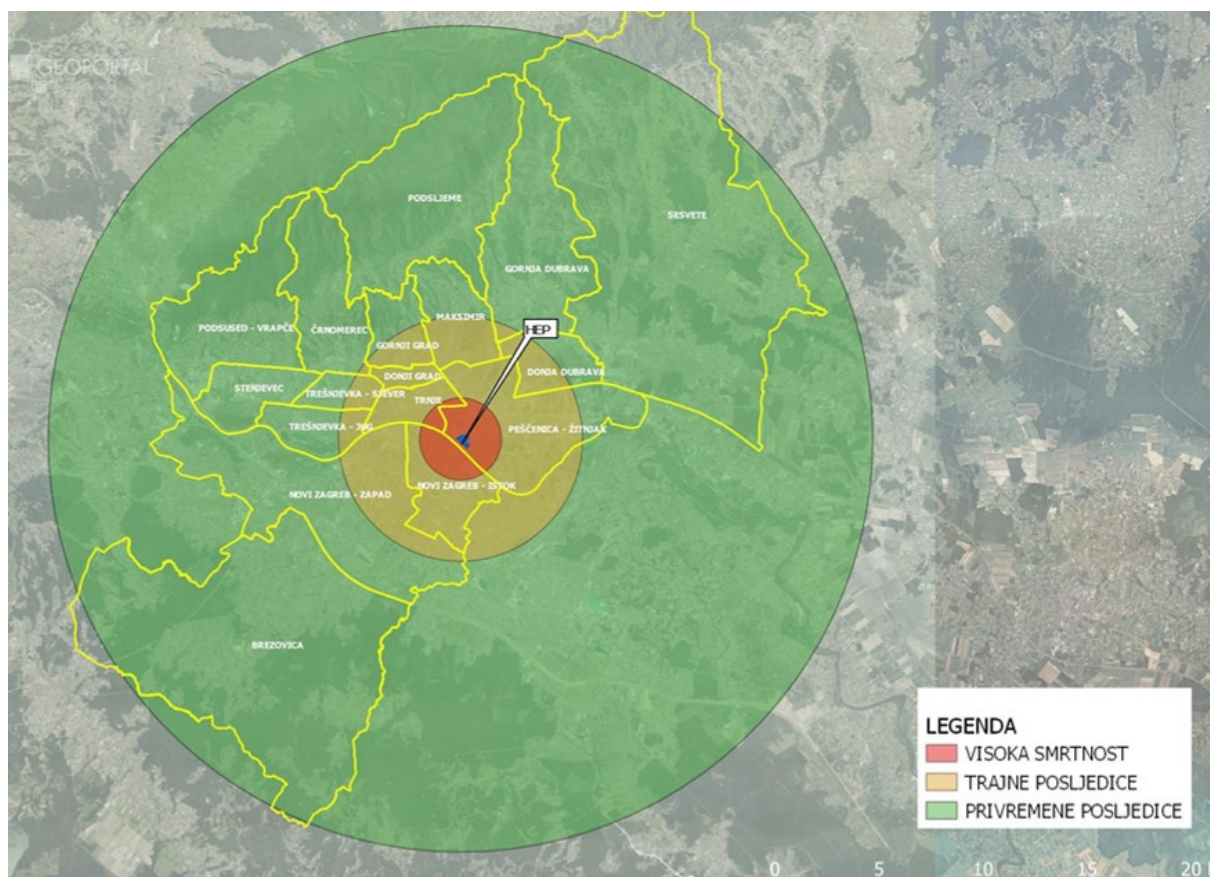 GEOPORTAL
PODSLJEME
SESVETE
GORNJA DUBRAVA
MAKSIMIR
PODSUSED - VRAPČE
ČRNOMEREC
HEP
GORNJI GRAD
DONJI GRAD
DONJA DUBRAVA
STENJEVEC
TREŠNJEVKA - SJEVER
TRNJE
TREŠNJEVKA - JUG
PEŠČENICA - ŽITNJAK
NOVI ZAGREB - ISTOK
NOVI ZAGREB - ZAPAD
BREZOVICA
LEGENDA
VISOKA SMRTNOST
TRAJNE POSLJEDICE
PRIVREMENE POSLJEDICE
0 5 10 15 20